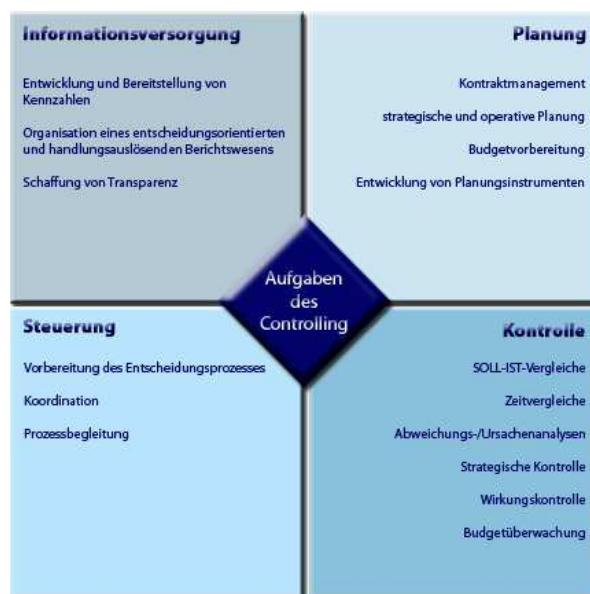 Informationsversorgung
Entwicklung und Bereitstellung von
Kennzahlen
Organisation eines entscheidungsorientierten
und handlungsauslösenden Berichtswesens
Schaffung von Transparenz
Planung
Kontraktmanagement
strategische und operative Planung
Budgetvorbereitung
Entwicklung von Planungsinstrumenten
Aufgaben
des
Controlling
Steuerung
Vorbereitung des Entscheidungsprozesses
Koordination
Prozessbegleitung
Kontrolle
SOLL-IST-Vergleiche
Zeitvergleiche
Abweichungs-/Ursachenanalysen
Strategische Kontrolle
Wirkungskontrolle
Budgetüberwachung